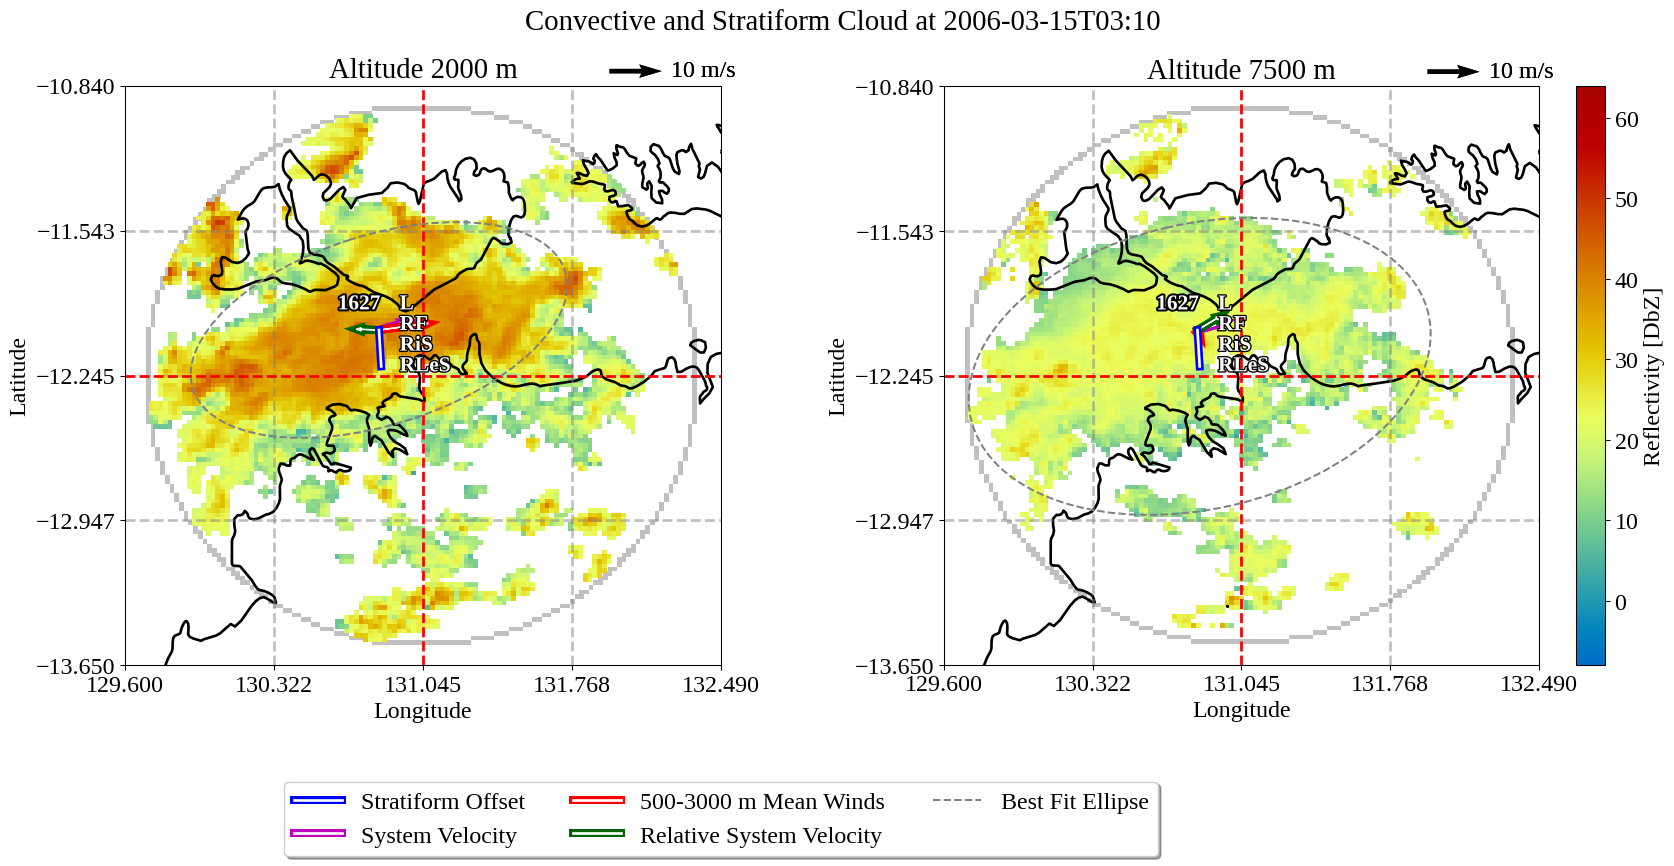 Convective and Stratiform Cloud at 2006-03-15T03:10
Altitude 2000 m
10 m/s
Altitude 7500 m
10 m/s
−10.840
−11.543
−12.245
−12.947
−13.650
Latitude
129.600
130.322
131.045
131.768
132.490
Longitude
1627
L
RF
RiS
RLeS
−10.840
−11.543
−12.245
−12.947
−13.650
Latitude
129.600
130.322
131.045
131.768
132.490
Longitude
1627
L
RF
RiS
RLeS
60
50
40
30
20
10
0
Reflectivity [DbZ]
Stratiform Offset
System Velocity
500-3000 m Mean Winds
Relative System Velocity
Best Fit Ellipse